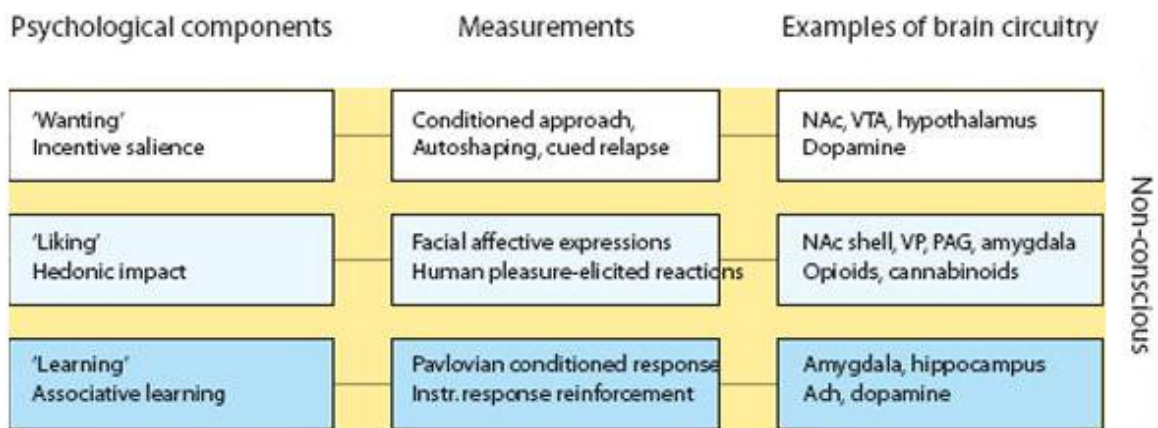 Psychological components
Measurements
Examples of brain circuitry
'Wanting'
Incentive salience
Conditioned approach,
Autoshaping, cued relapse
NAc, VTA, hypothalamus
Dopamine
'Liking'
Hedonic impact
Facial affective expressions
Human pleasure-elicited reactions
NAc shell, VP, PAG, amygdala
Opioids, cannabinoids
'Learning'
Associative learning
Pavlovian conditioned response
Instr. response reinforcement
Amygdala, hippocampus
Ach, dopamine
Non-conscious